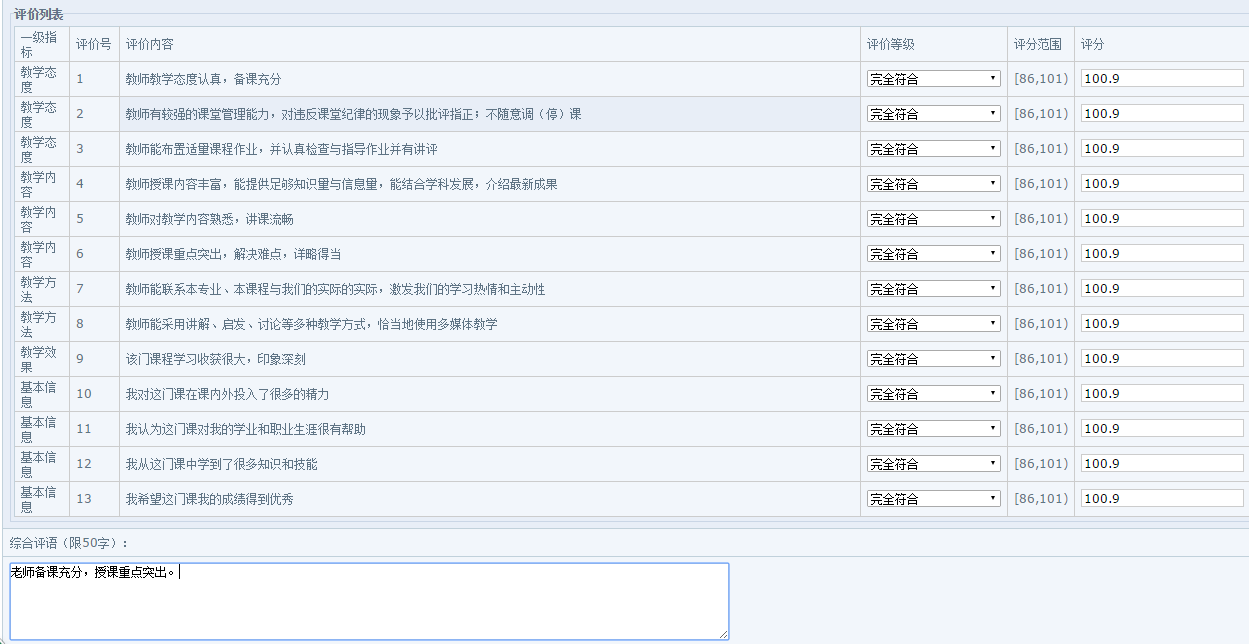 评价列表
一级指标 评价号 评价内容 评价等级 评分范围 评分
教学态度 1 教师教学态度认真，备课充分 完全符合 [86,101) 100.9
教学态度 2 教师有较强的课堂管理能力，对违反课堂纪律的现象予以批评指正；不随意调（停）课 完全符合 [86,101) 100.9
教学态度 3 教师能布置适量课程作业，并认真检查与指导作业并有讲评 完全符合 [86,101) 100.9
教学内容 4 教师授课内容丰富，能提供足够知识量与信息量，能结合学科发展，介绍最新成果 完全符合 [86,101) 100.9
教学内容 5 教师对教学内容熟悉，讲课流畅 完全符合 [86,101) 100.9
教学内容 6 教师授课重点突出，解决难点，详略得当 完全符合 [86,101) 100.9
教学方法 7 教师能联系本专业、本课程与我们的实际的实际，激发我们的学习热情和主动性 完全符合 [86,101) 100.9
教学方法 8 教师能采用讲解、启发、讨论等多种教学方式，恰当地使用多媒体教学 完全符合 [86,101) 100.9
教学效果 9 该门课程学习收获很大，印象深刻 完全符合 [86,101) 100.9
基本信息 10 我对这门课在课内外投入了很多的精力 完全符合 [86,101) 100.9
基本信息 11 我认为这门课对我的学业和职业生涯很有帮助 完全符合 [86,101) 100.9
基本信息 12 我从这门课中学到了很多知识和技能 完全符合 [86,101) 100.9
基本信息 13 我希望这门课我的成绩得到优秀 完全符合 [86,101) 100.9
综合评语（限50字）:
老师备课充分，授课重点突出。